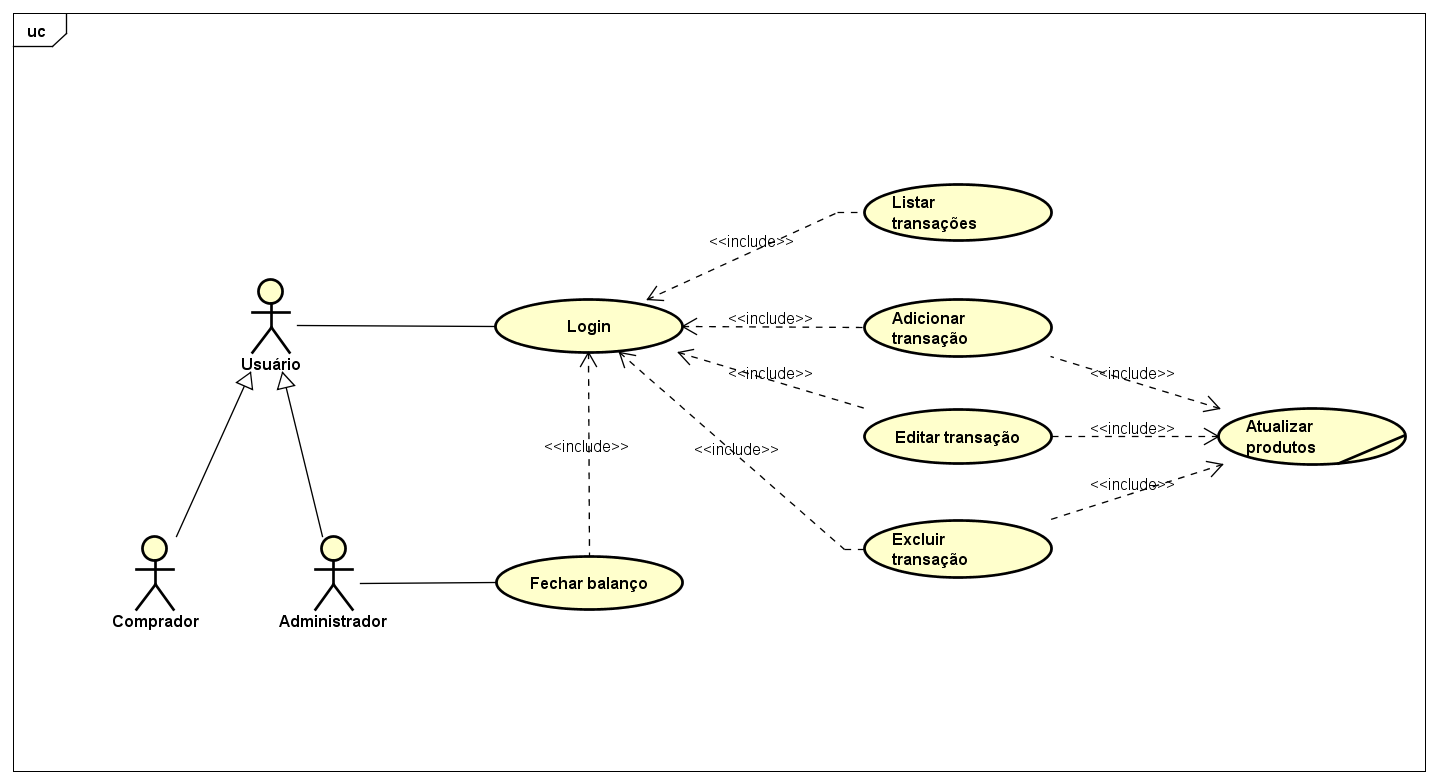 uc
Listar
transações
<<include>>
Login
<<include>>
Adicionar
transação
Usuário
<<include>>
<<include>>
Editar transação
<<include>>
Atualizar
produtos
<<include>>
<<include>>
<<include>>
Excluir
transação
Fechar balanço
Comprador
Administrador